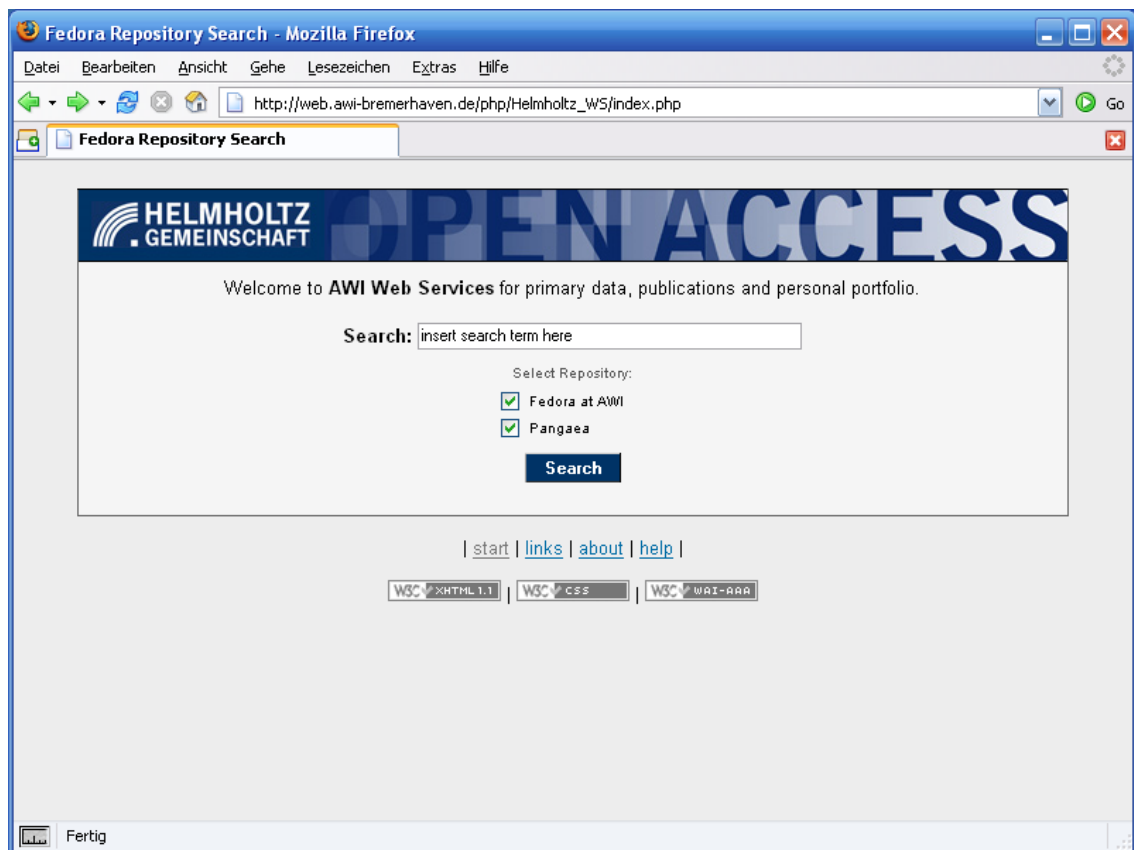 Fedora Repository Search - Mozilla Firefox
Datei Bearbeiten Ansicht Gehe Lesezeichen Extras Hilfe
http://web.awi-bremerhaven.de/php/Helmholtz_WS/index.php Go
Fedora Repository Search
HELMHOLTZ
GEMEINSCHAFT
OPEN ACCESS
Welcome to AWI Web Services for primary data, publications and personal portfolio.
Search: insert search term here
Select Repository:
Fedora at AWI
Pangaea
Search
| start | links | about | help |
W3C XHTML 1.1 | W3C CSS | W3C WAI-AAA
Fertig